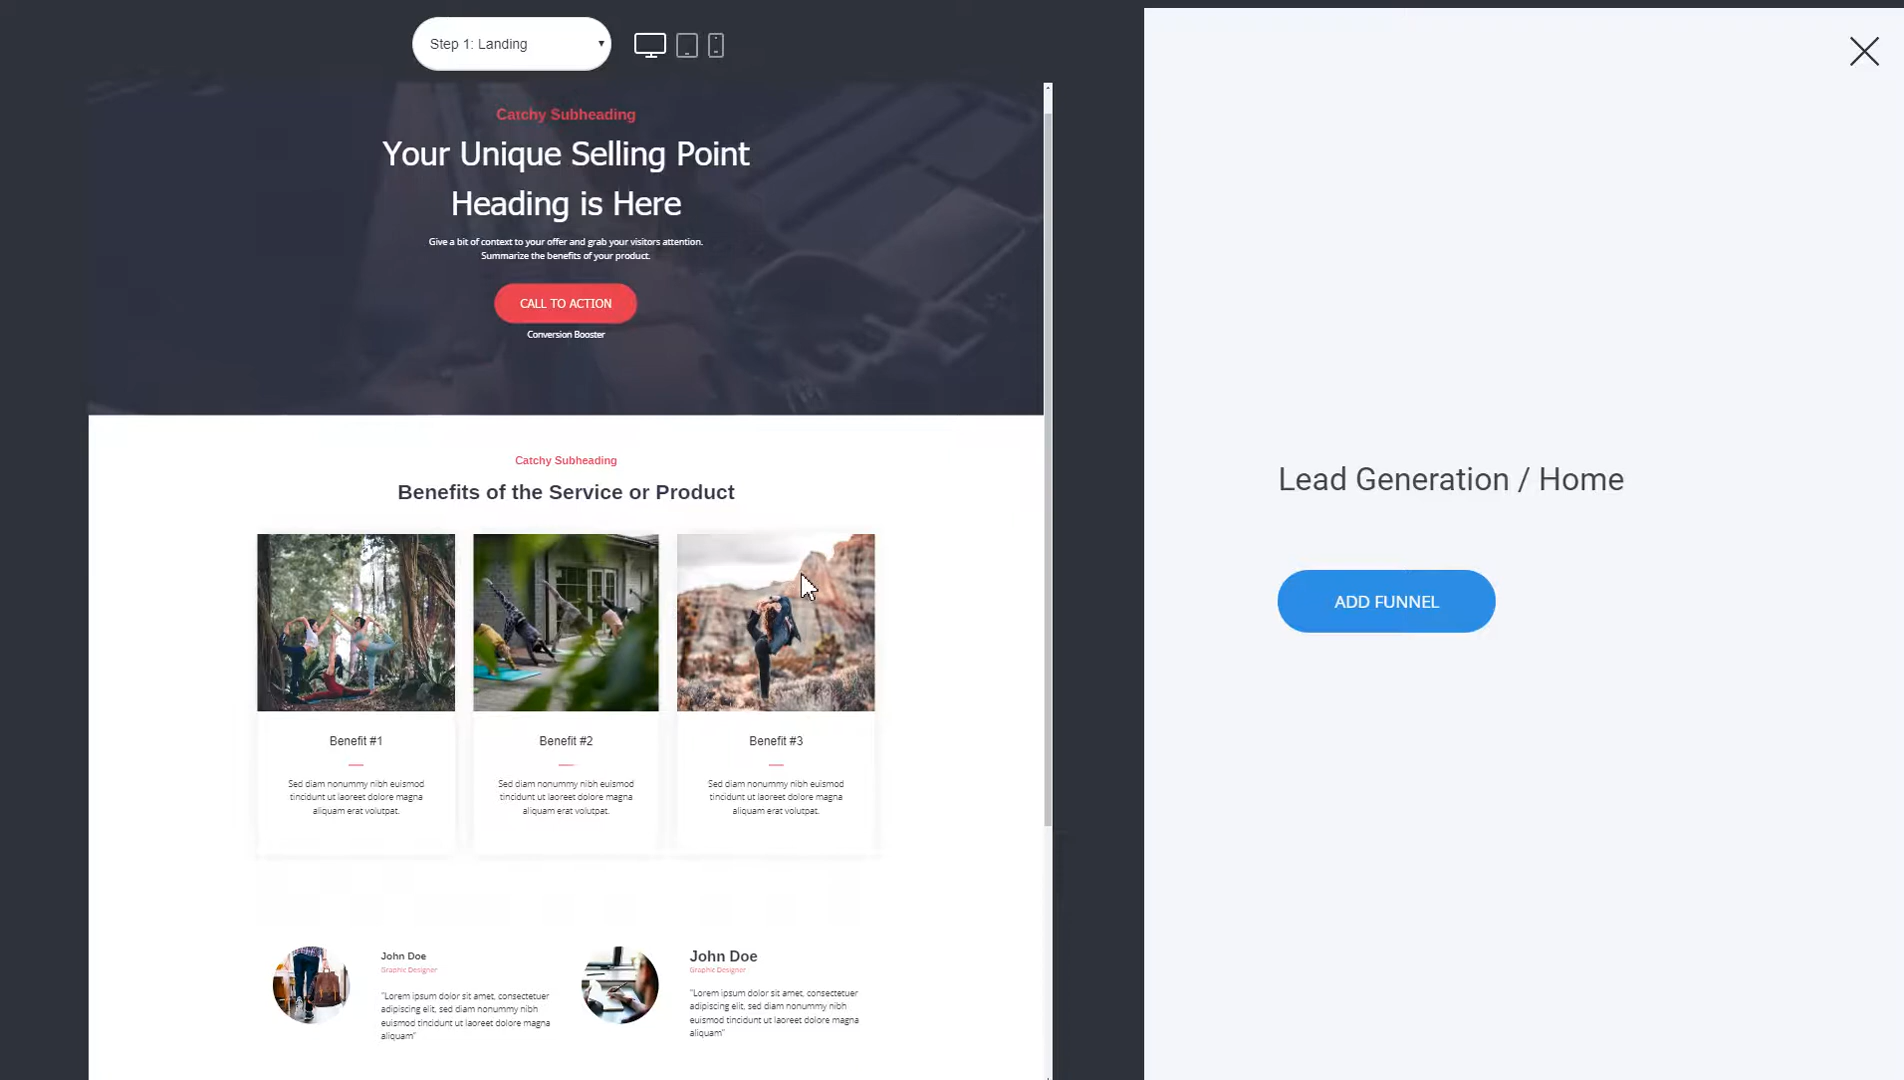 Step 1: Landing
Catchy Subheading
Your Unique Selling Point
Heading is Here
Give a bit of context to your offer and grab your visitors attention.
Summarize the benefits of your product.
CALL TO ACTION
Conversion Booster
Catchy Subheading
Benefits of the Service or Product
Benefit #1
Sed diam nonummy nibh euismod
tincidunt ut laoreet dolore magna
aliquam erat volutpat.
Benefit #2
Sed diam nonummy nibh euismod
tincidunt ut laoreet dolore magna
aliquam erat volutpat.
Benefit #3
Sed diam nonummy nibh euismod
tincidunt ut laoreet dolore magna
aliquam erat volutpat.
John Doe
Graphic Designer
"Lorem ipsum dolor sit amet, consectetuer
adipiscing elit, sed diam nonummy nibh
euismod tincidunt ut laoreet dolore magna
aliquam"
John Doe
Graphic Designer
"Lorem ipsum dolor sit amet, consectetuer
adipiscing elit, sed diam nonummy nibh
euismod tincidunt ut laoreet dolore magna
aliquam"
Lead Generation / Home
ADD FUNNEL